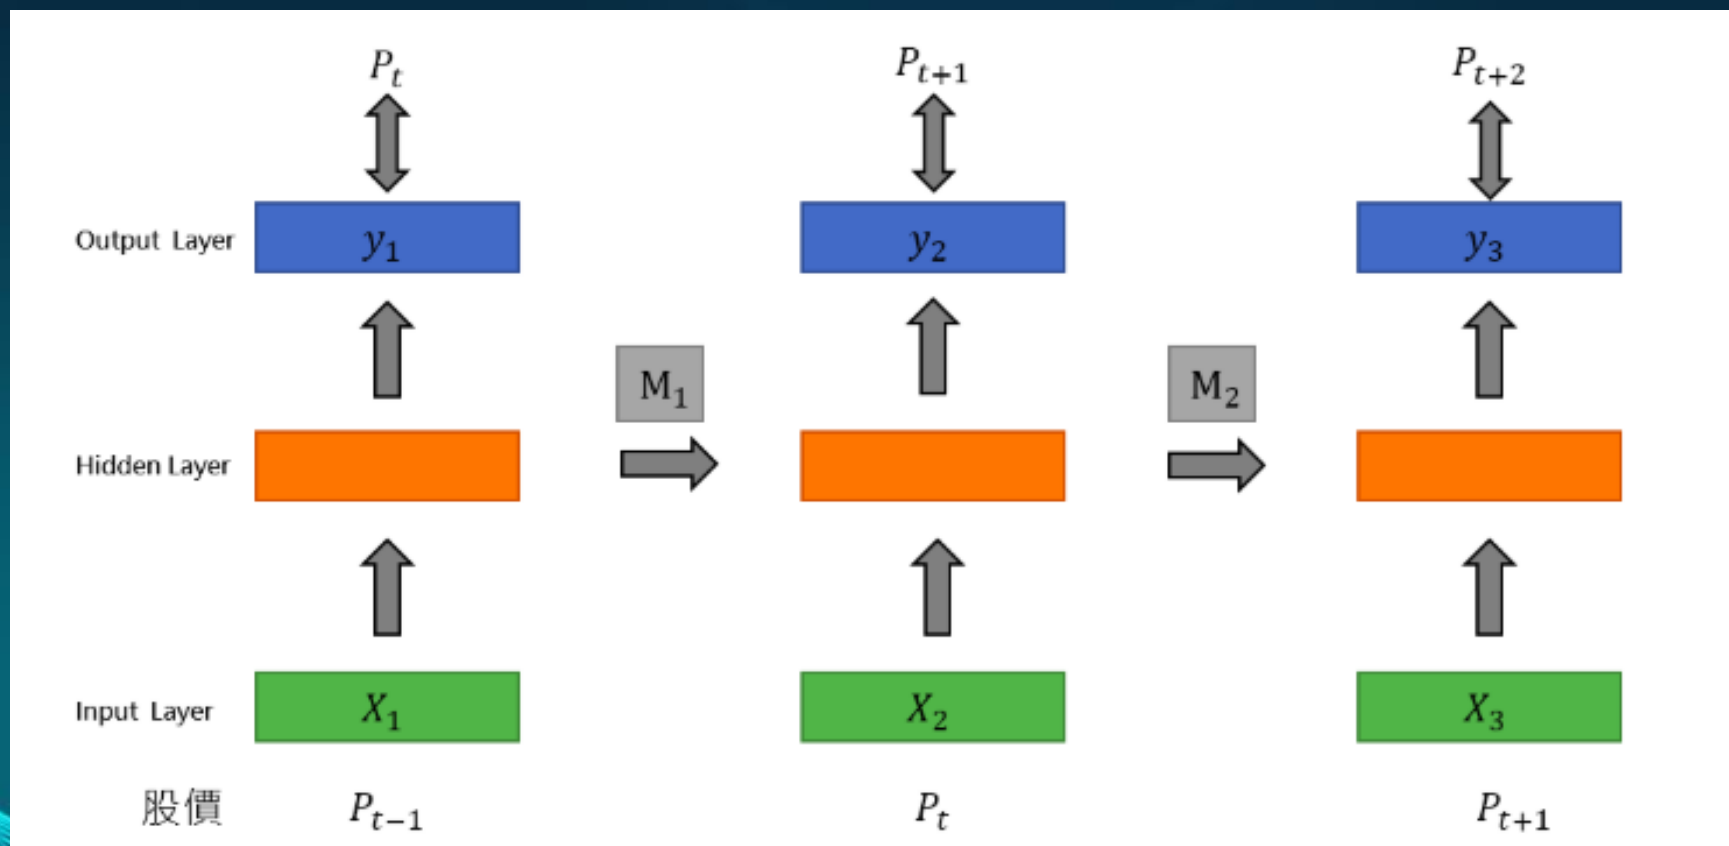 P_t P_{t+1} P_{t+2}
Output Layer y_1 y_2 y_3
M_1 M_2
Hidden Layer
Input Layer X_1 X_2 X_3
股價 P_{t−1} P_t P_{t+1}